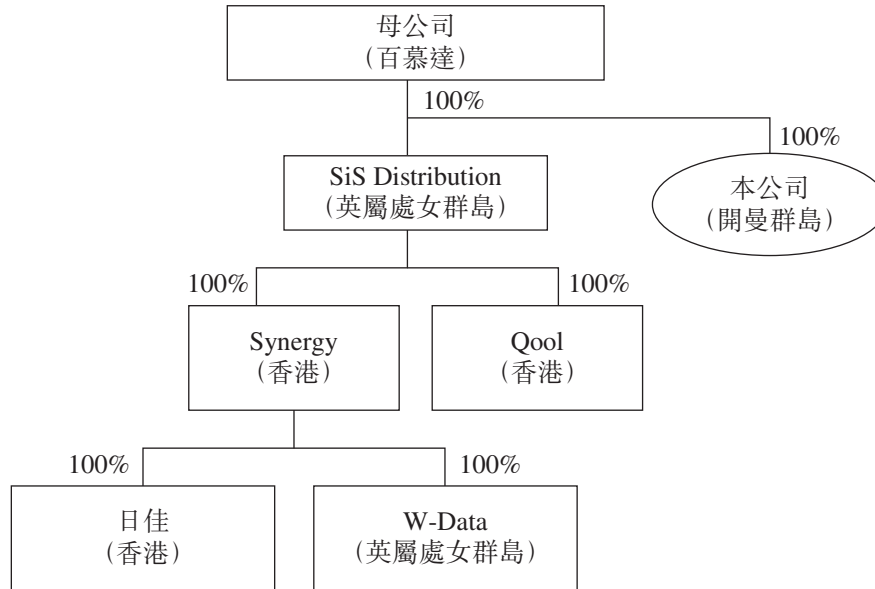 母公司
（百慕達）
100%
100%
SiS Distribution
（英屬處女群島）
本公司
（開曼群島）
100%
100%
Synergy
（香港）
Qool
（香港）
100%
100%
日佳
（香港）
W-Data
（英屬處女群島）